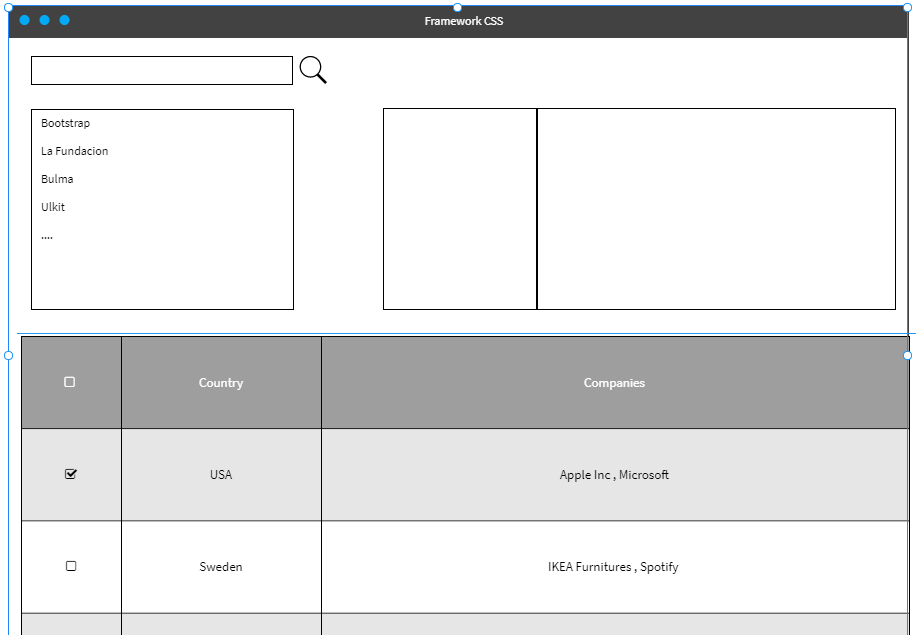 Framework CSS
Bootstrap
La Fundacion
Bulma
Ulkit
....
Country Companies
USA Apple Inc , Microsoft
Sweden IKEA Furnitures , Spotify